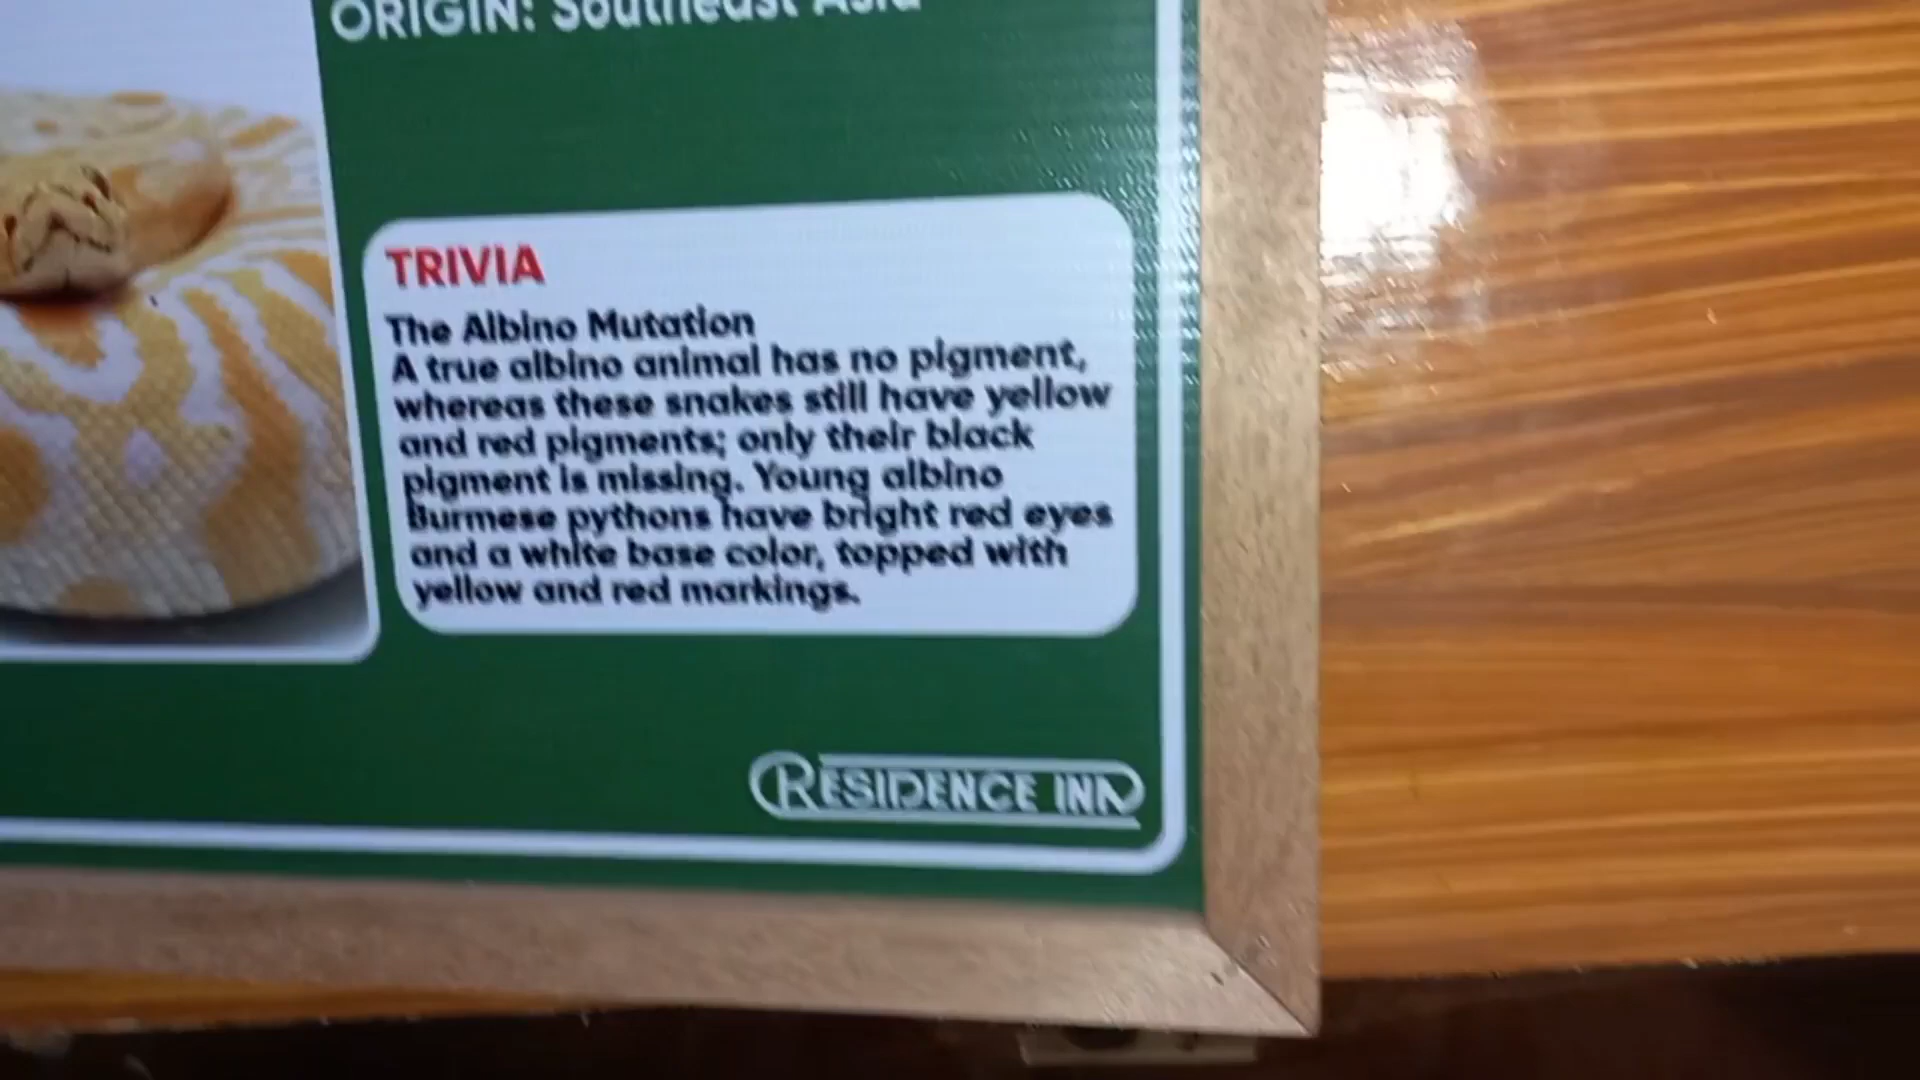 ORIGIN: Southeast Asia
TRIVIA
The Albino Mutation
A true albino animal has no pigment,
whereas these snakes still have yellow
and red pigments; only their black
pigment is missing. Young albino
Burmese pythons have bright red eyes
and a white base color, topped with
yellow and red markings.
RESIDENCE INN